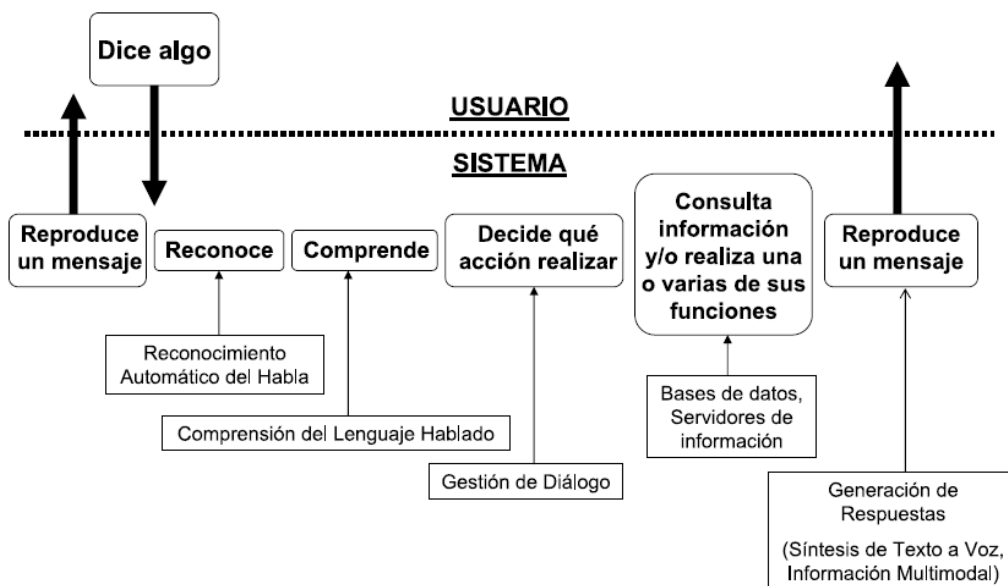 Dice algo
USUARIO
SISTEMA
Reproduce
un mensaje
Reconoce
Comprende
Decide qué
acción realizar
Consulta
información
y/o realiza una
o varias de sus
funciones
Reproduce
un mensaje
Reconocimiento
Automático del Habla
Comprensión del Lenguaje Hablado
Gestión de Diálogo
Bases de datos,
Servidores de
información
Generación de
Respuestas
(Síntesis de Texto a Voz,
Información Multimodal)